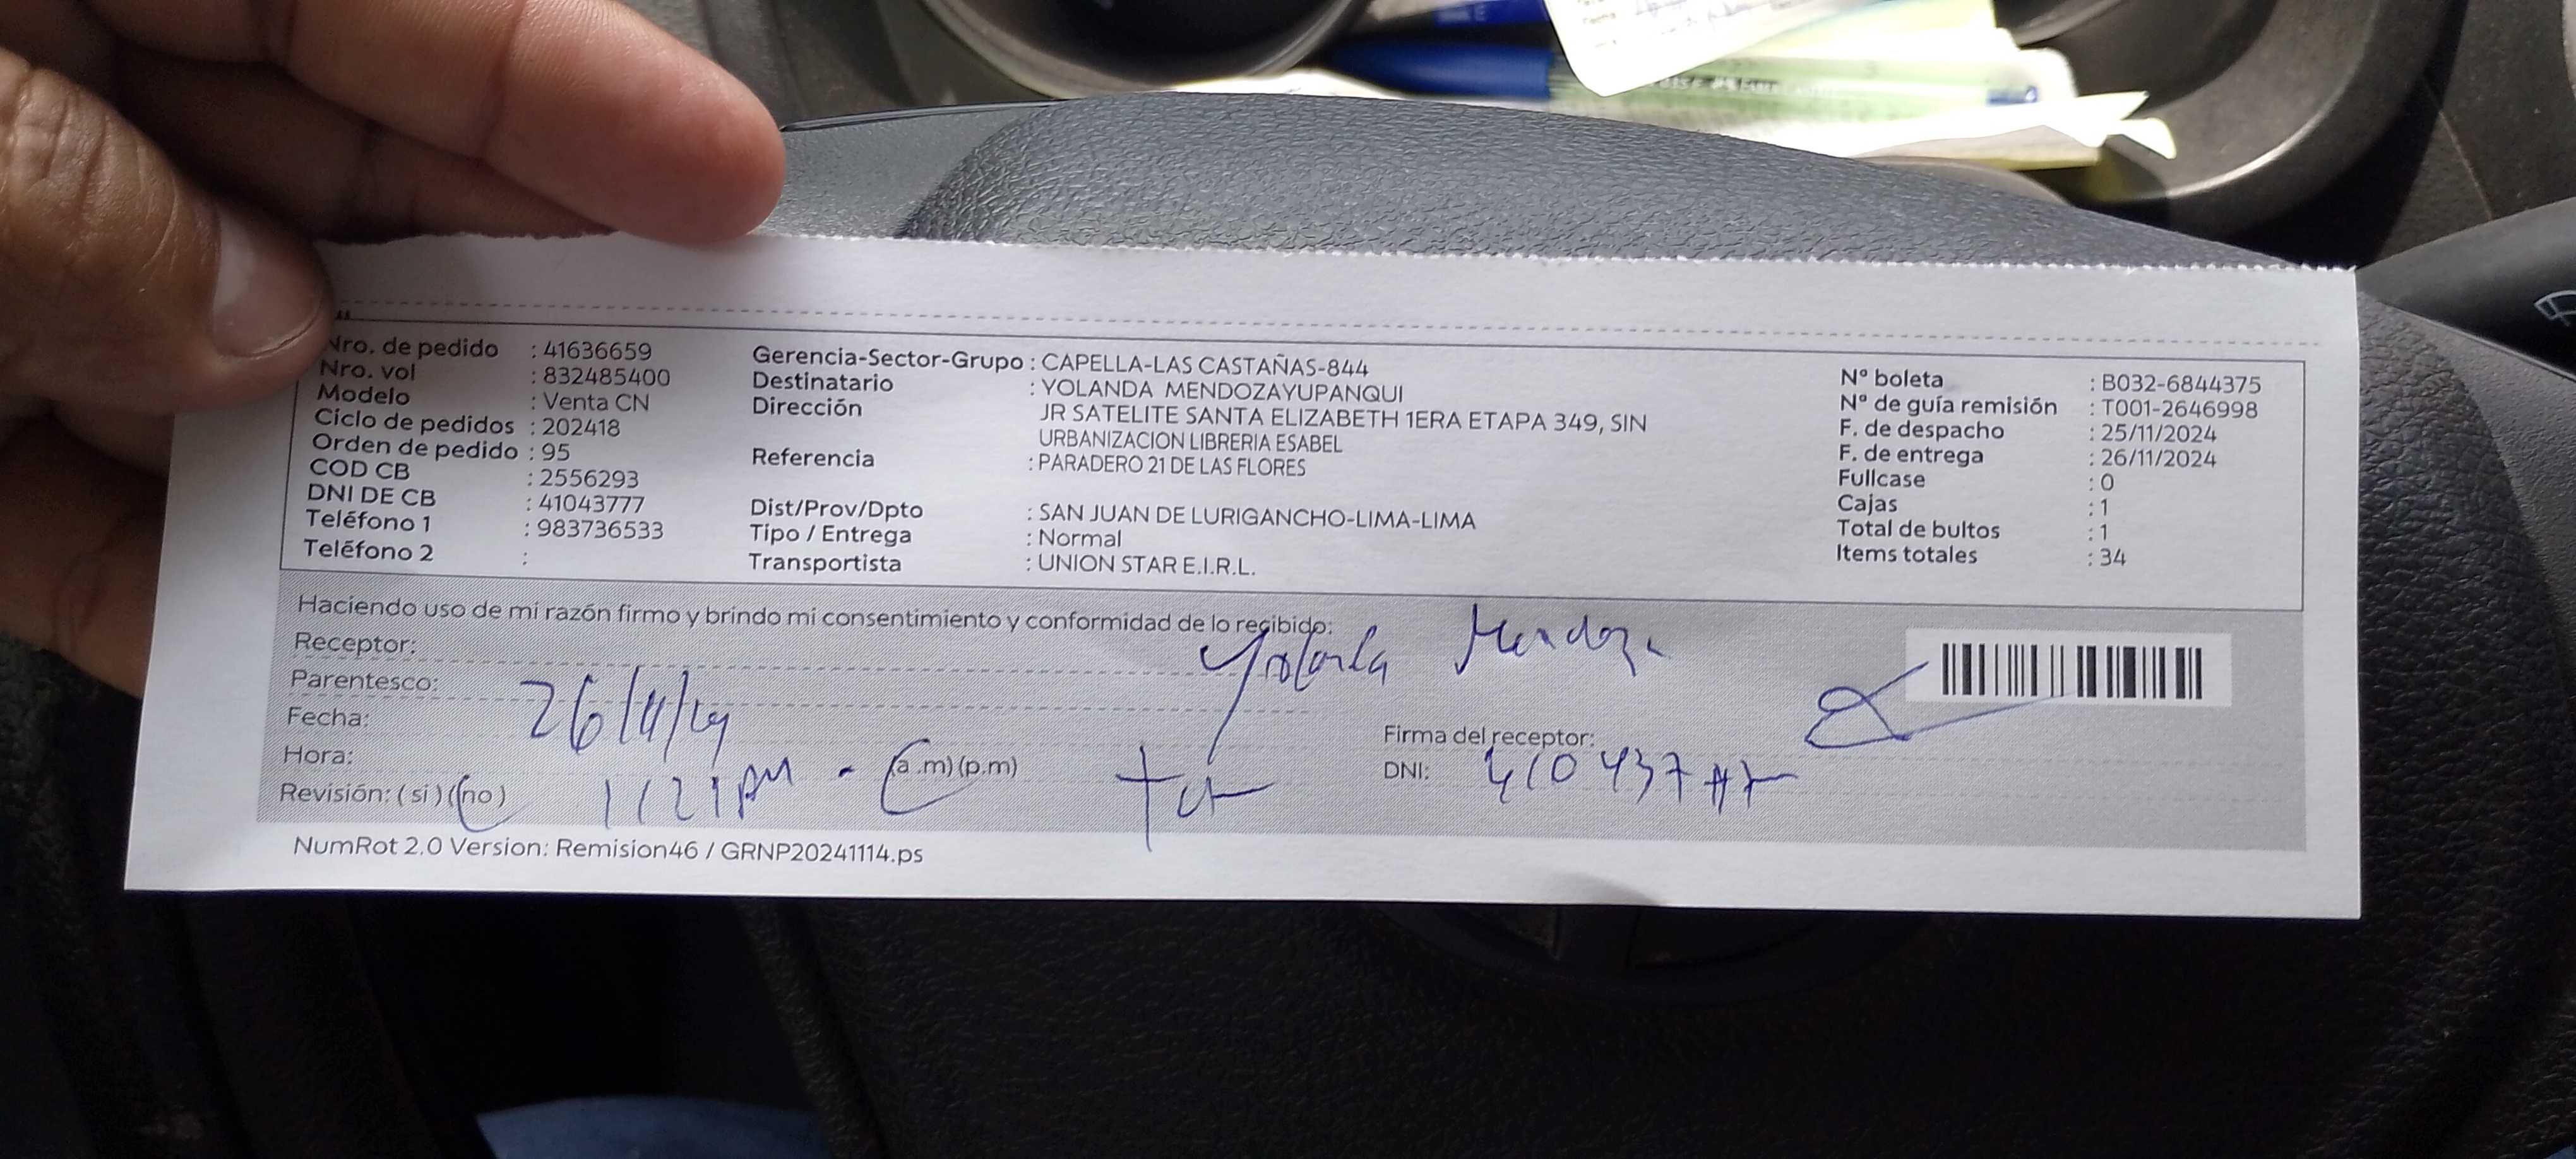 Nro. de pedido : 41636659
Nro. vol : 832485400
Modelo : Venta CN
Ciclo de pedidos : 202418
Orden de pedido : 95
COD CB : 2556293
DNI DE CB : 41043777
Teléfono 1 : 983736533
Teléfono 2 :
Gerencia-Sector-Grupo : CAPELLA-LAS CASTAÑAS-844
Destinatario : YOLANDA MENDOZAYUPANQUI
Dirección JR SATELITE SANTA ELIZABETH 1ERA ETAPA 349, SIN
URBANIZACION LIBRERIA ESABEL
Referencia : PARADERO 21 DE LAS FLORES
Dist/Prov/Dpto : SAN JUAN DE LURIGANCHO-LIMA-LIMA
Tipo / Entrega : Normal
Transportista : UNION STAR E.I.R.L.
N° boleta : B032-6844375
N° de guía remisión : T001-2646998
F. de despacho : 25/11/2024
F. de entrega : 26/11/2024
Fullcase : 0
Cajas : 1
Total de bultos : 1
Items totales : 34
Haciendo uso de mi razón firmo y brindo mi consentimiento y conformidad de lo recibido:
Receptor: Yolanda Mendoza
Parentesco:
Fecha: 26/11/24
Hora: (a.m)(p.m)
Revisión: (si)(no)
Firma del receptor:
DNI: 41043777
NumRot 2.0 Version: Remision46 / GRNP20241114.ps